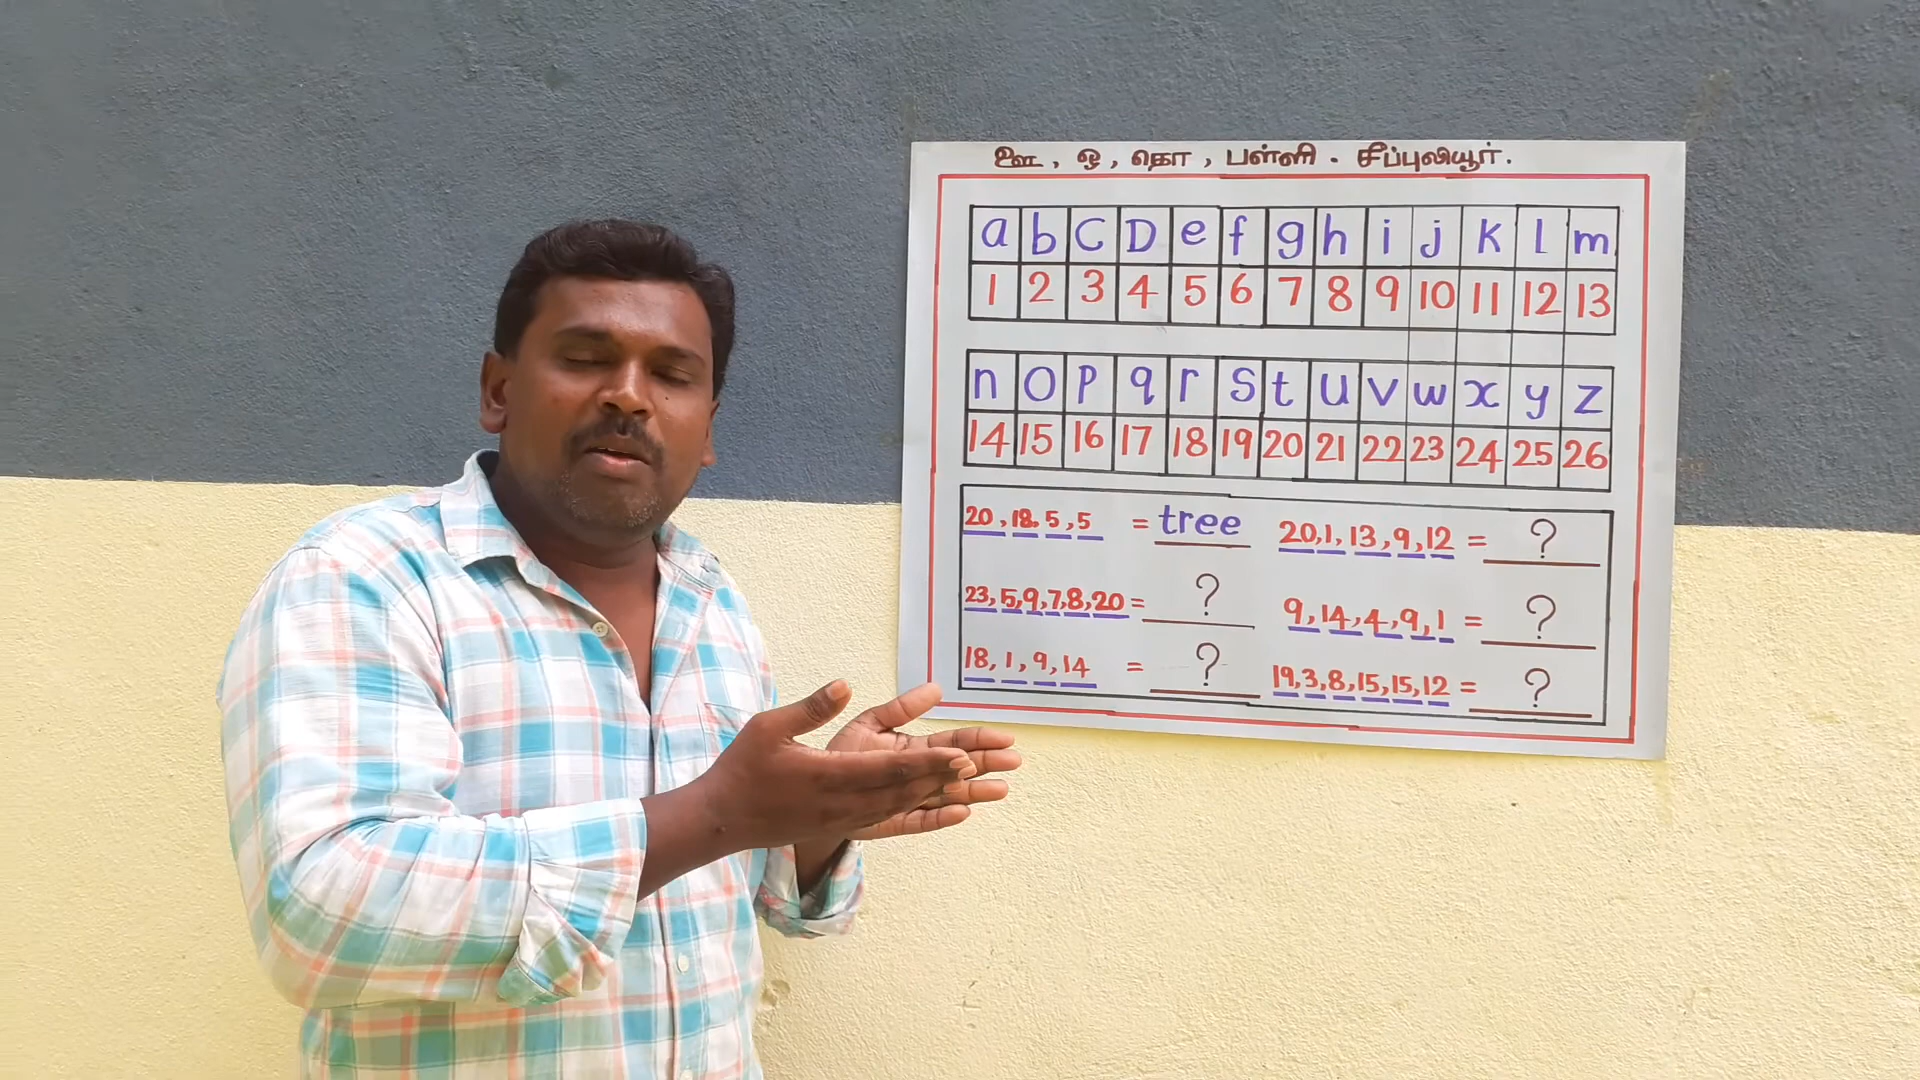 ஊ , ஒ , தொ , பள்ளி . சீப்புலியூர் .
a b C D e f g h i j k l m
1 2 3 4 5 6 7 8 9 10 11 12 13
n O p q r S t u v w x y z
14 15 16 17 18 19 20 21 22 23 24 25 26
20 , 18 , 5 , 5 = tree
20,1, 13,9,12 = ?
23,5,9,7,8,20 = ?
9,14,4,9,1 = ?
18, 1 , 9,14 = ?
19,3,8,15,15,12 = ?